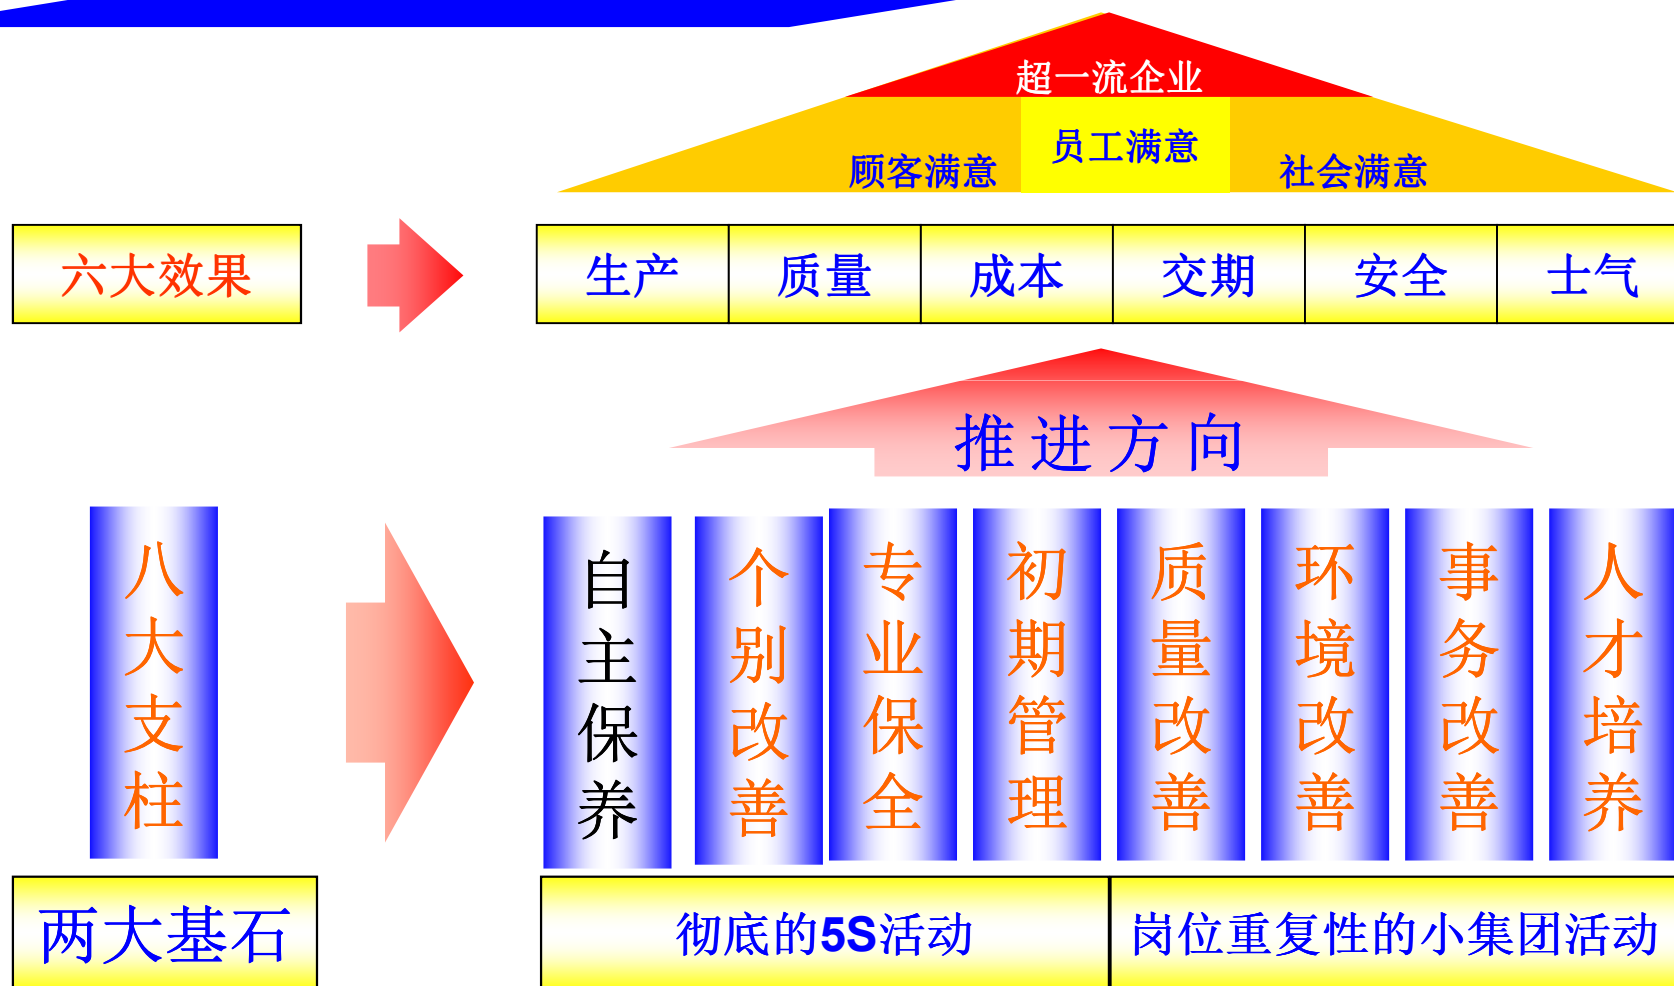 超一流企业
员工满意
顾客满意
社会满意
六大效果
生产
质量
成本
交期
安全
士气
推进方向
八大支柱
自主保养
个别改善
专业保全
初期管理
质量改善
环境改善
事务改善
人才培养
两大基石
彻底的5S活动
岗位重复性的小集团活动